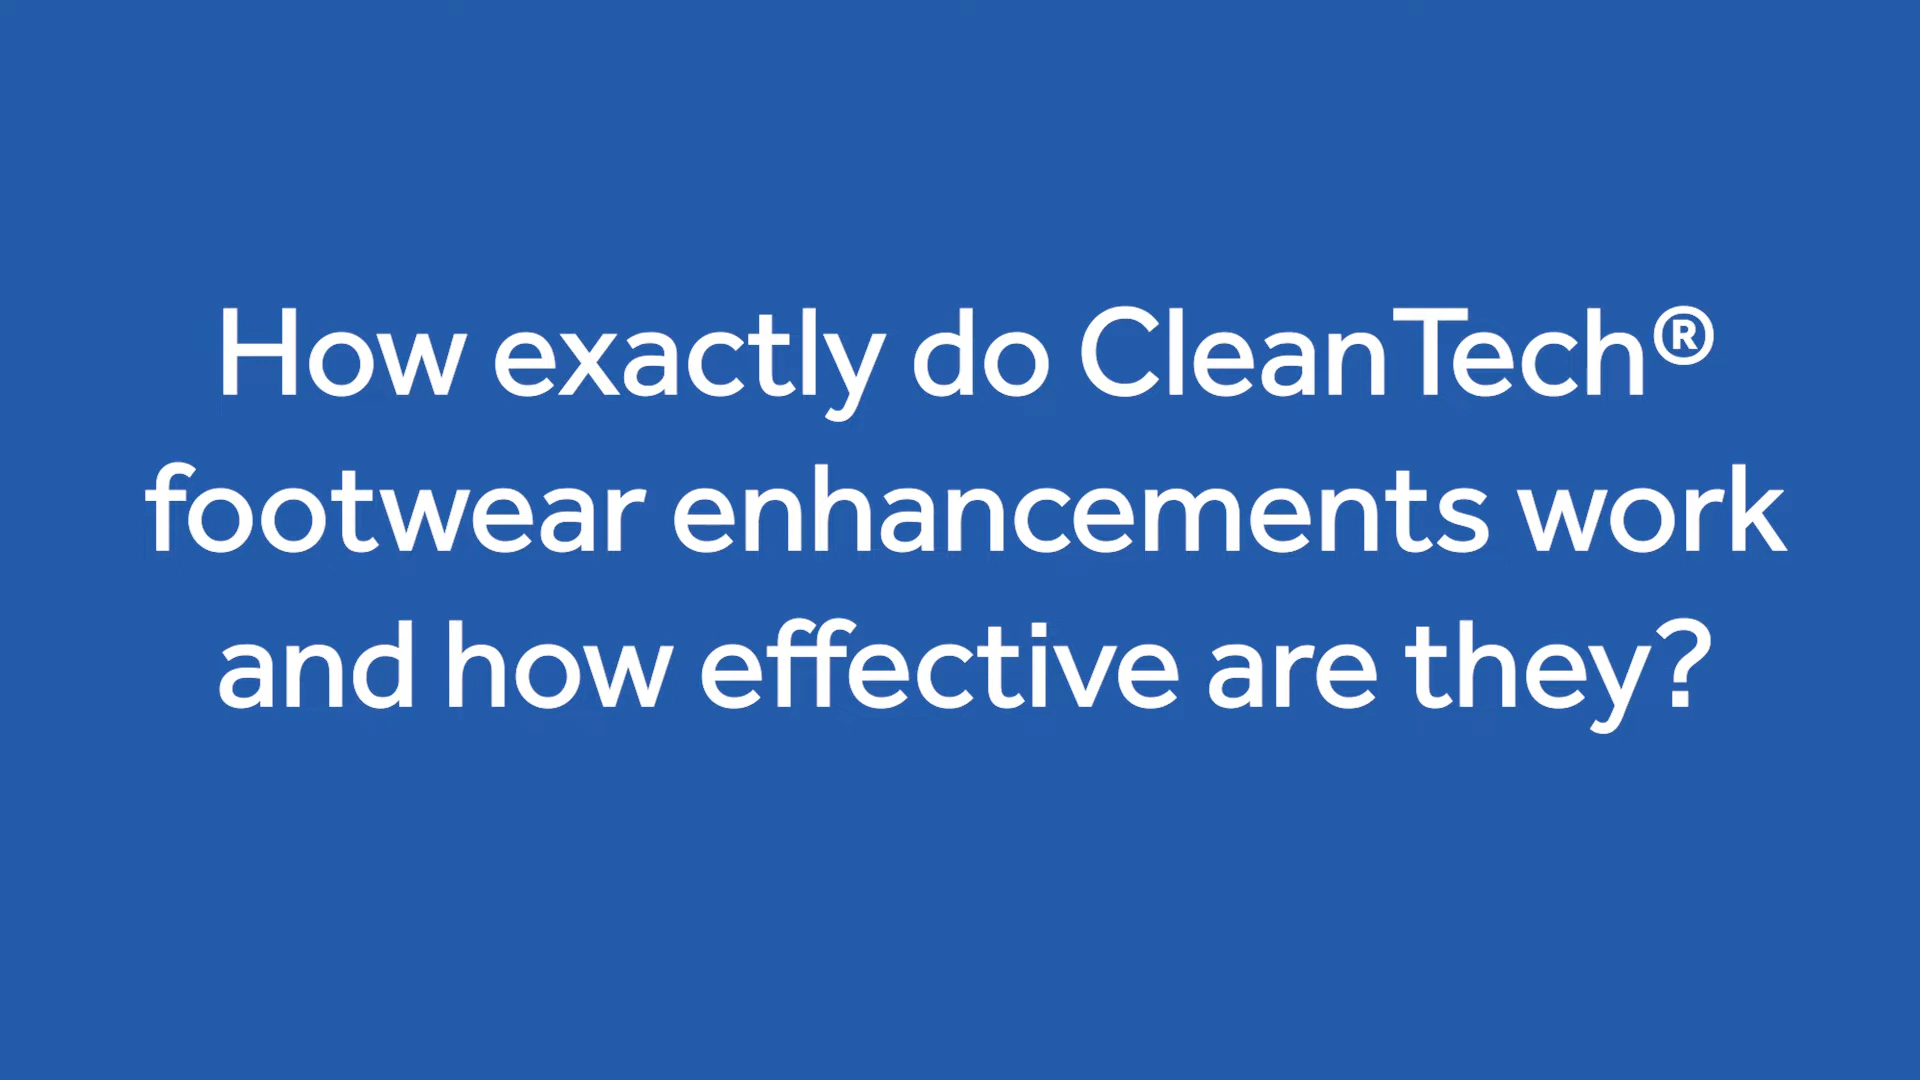 How exactly do CleanTech®
footwear enhancements work
and how effective are they?